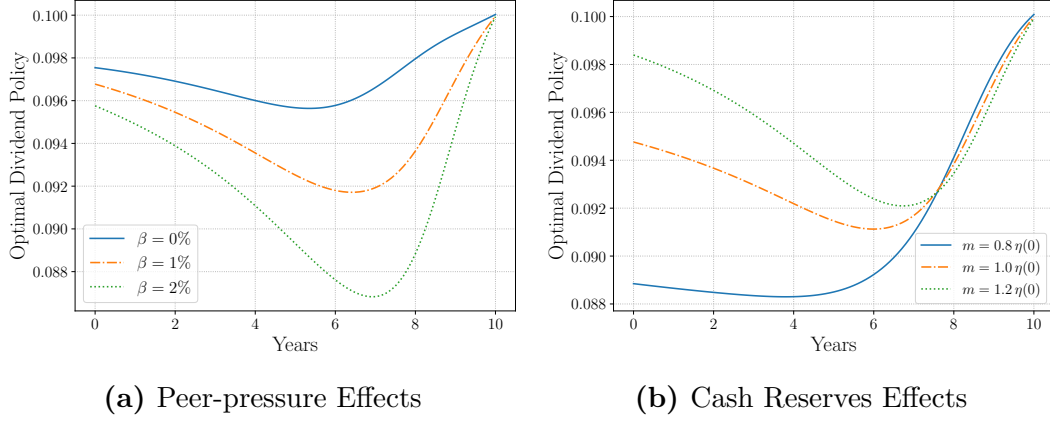 0.100
0.098
0.096
0.094
0.092
0.090
0.088
Optimal Dividend Policy
β = 0%
β = 1%
β = 2%
0 2 4 6 8 10
Years
(a) Peer-pressure Effects
0.100
0.098
0.096
0.094
0.092
0.090
0.088
Optimal Dividend Policy
m = 0.8 η(0)
m = 1.0 η(0)
m = 1.2 η(0)
0 2 4 6 8 10
Years
(b) Cash Reserves Effects